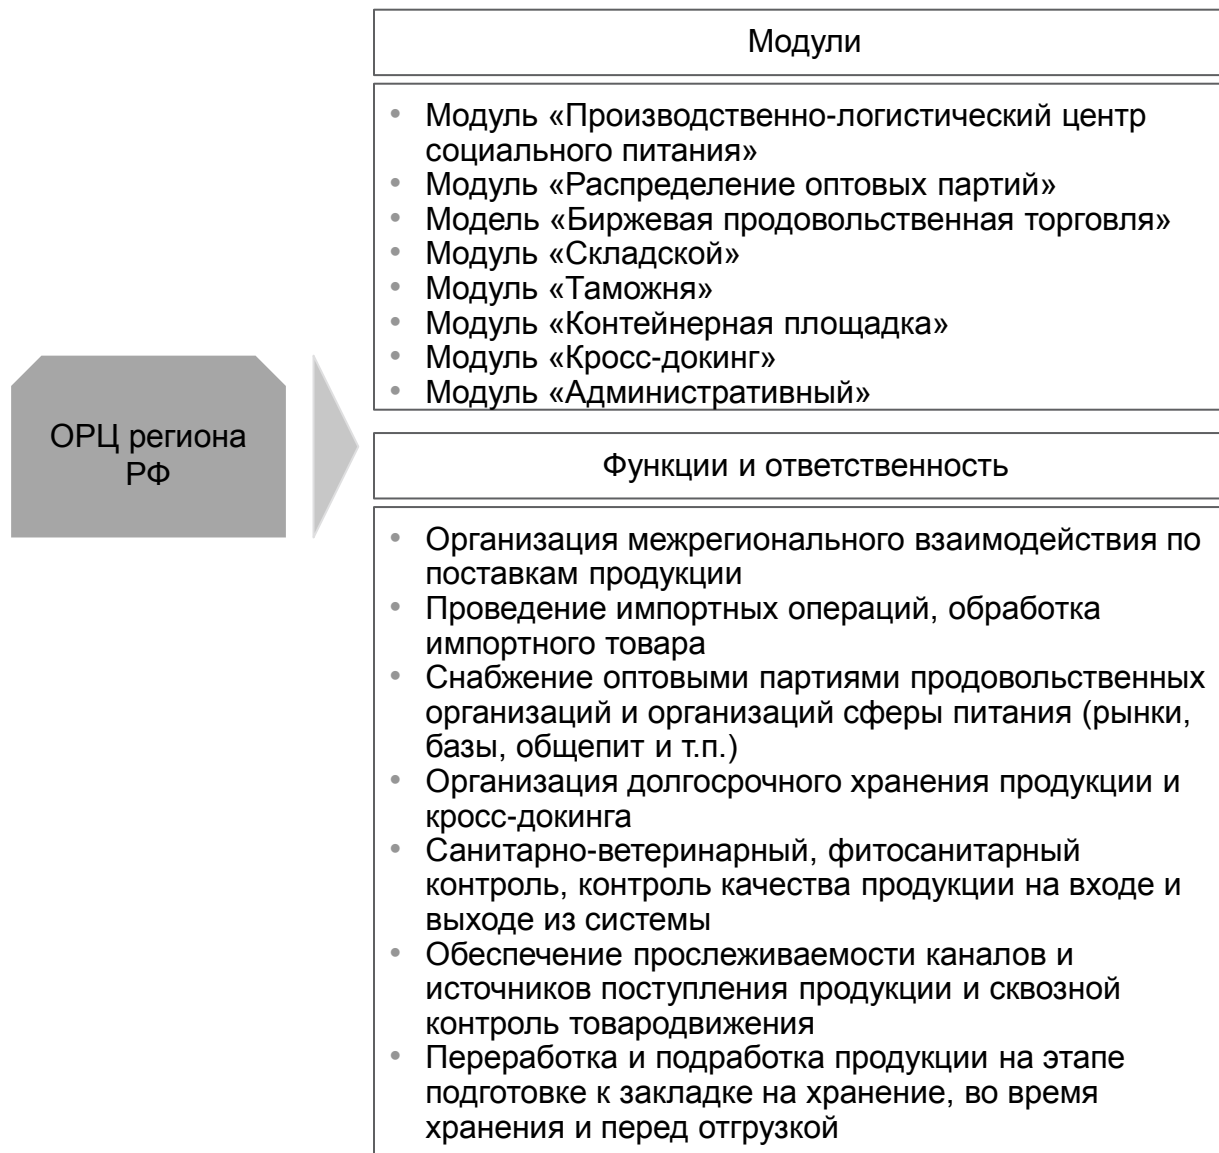 Модули
Модуль «Производственно-логистический центр
социального питания»
Модуль «Распределение оптовых партий»
Модель «Биржевая продовольственная торговля»
Модуль «Складской»
Модуль «Таможня»
Модуль «Контейнерная площадка»
Модуль «Кросс-докинг»
Модуль «Административный»
ОРЦ региона
РФ
Функции и ответственность
Организация межрегионального взаимодействия по
поставкам продукции
Проведение импортных операций, обработка
импортного товара
Снабжение оптовыми партиями продовольственных
организаций и организаций сферы питания (рынки,
базы, общепит и т.п.)
Организация долгосрочного хранения продукции и
кросс-докинга
Санитарно-ветеринарный, фитосанитарный
контроль, контроль качества продукции на входе и
выходе из системы
Обеспечение прослеживаемости каналов и
источников поступления продукции и сквозной
контроль товародвижения
Переработка и подработка продукции на этапе
подготовке к закладке на хранение, во время
хранения и перед отгрузкой